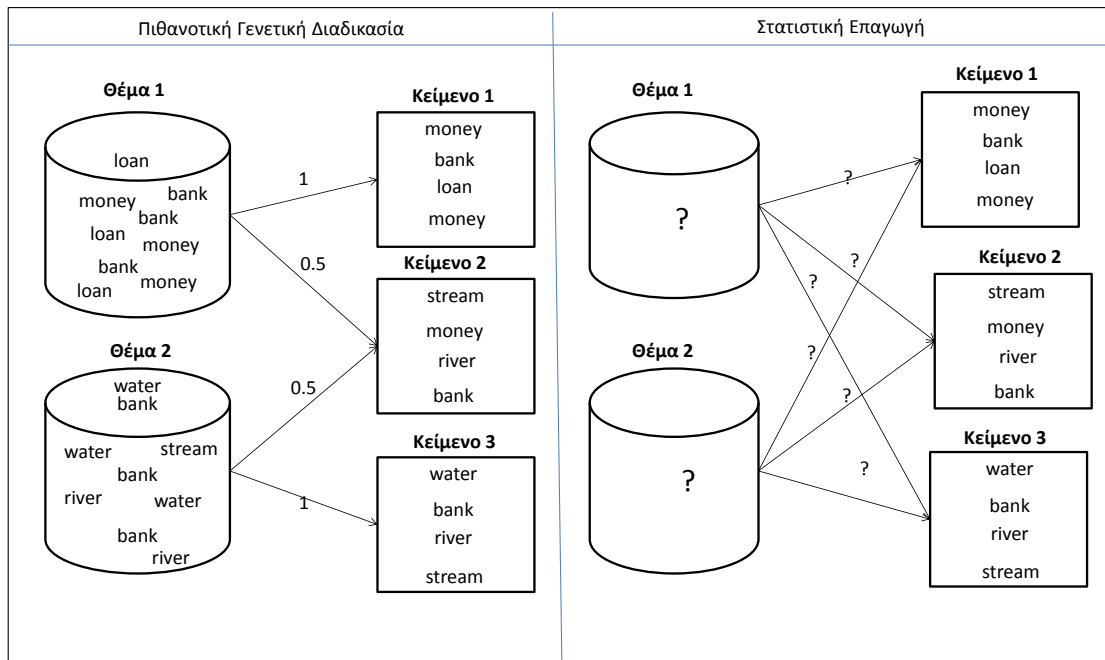 Πιθανοτική Γενετική Διαδικασία
Θέμα 1
loan
money bank
bank
loan money
bank
loan money
1
0.5
Θέμα 2
water
bank
water stream
bank
river water
bank
river
0.5
1
Κείμενο 1
money
bank
loan
money
Κείμενο 2
stream
money
river
bank
Κείμενο 3
water
bank
river
stream
Στατιστική Επαγωγή
Θέμα 1
?
Θέμα 2
?
?
?
?
?
?
?
Κείμενο 1
money
bank
loan
money
Κείμενο 2
stream
money
river
bank
Κείμενο 3
water
bank
river
stream